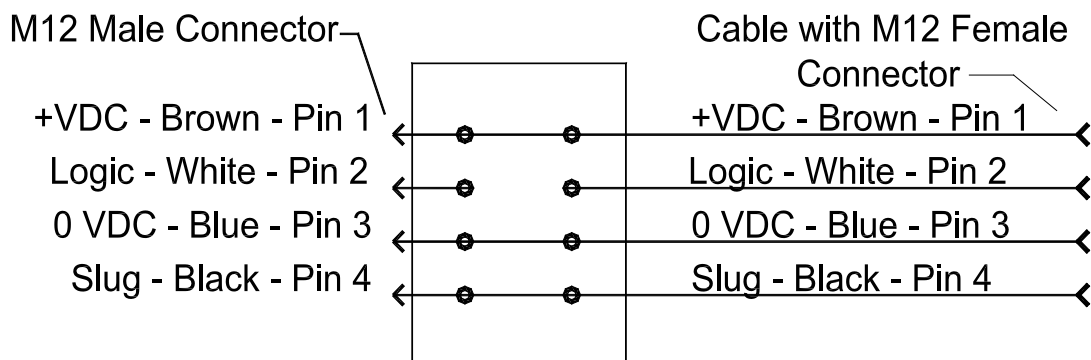 M12 Male Connector
+VDC - Brown - Pin 1
Logic - White - Pin 2
0 VDC - Blue - Pin 3
Slug - Black - Pin 4
Cable with M12 Female
Connector
+VDC - Brown - Pin 1
Logic - White - Pin 2
0 VDC - Blue - Pin 3
Slug - Black - Pin 4